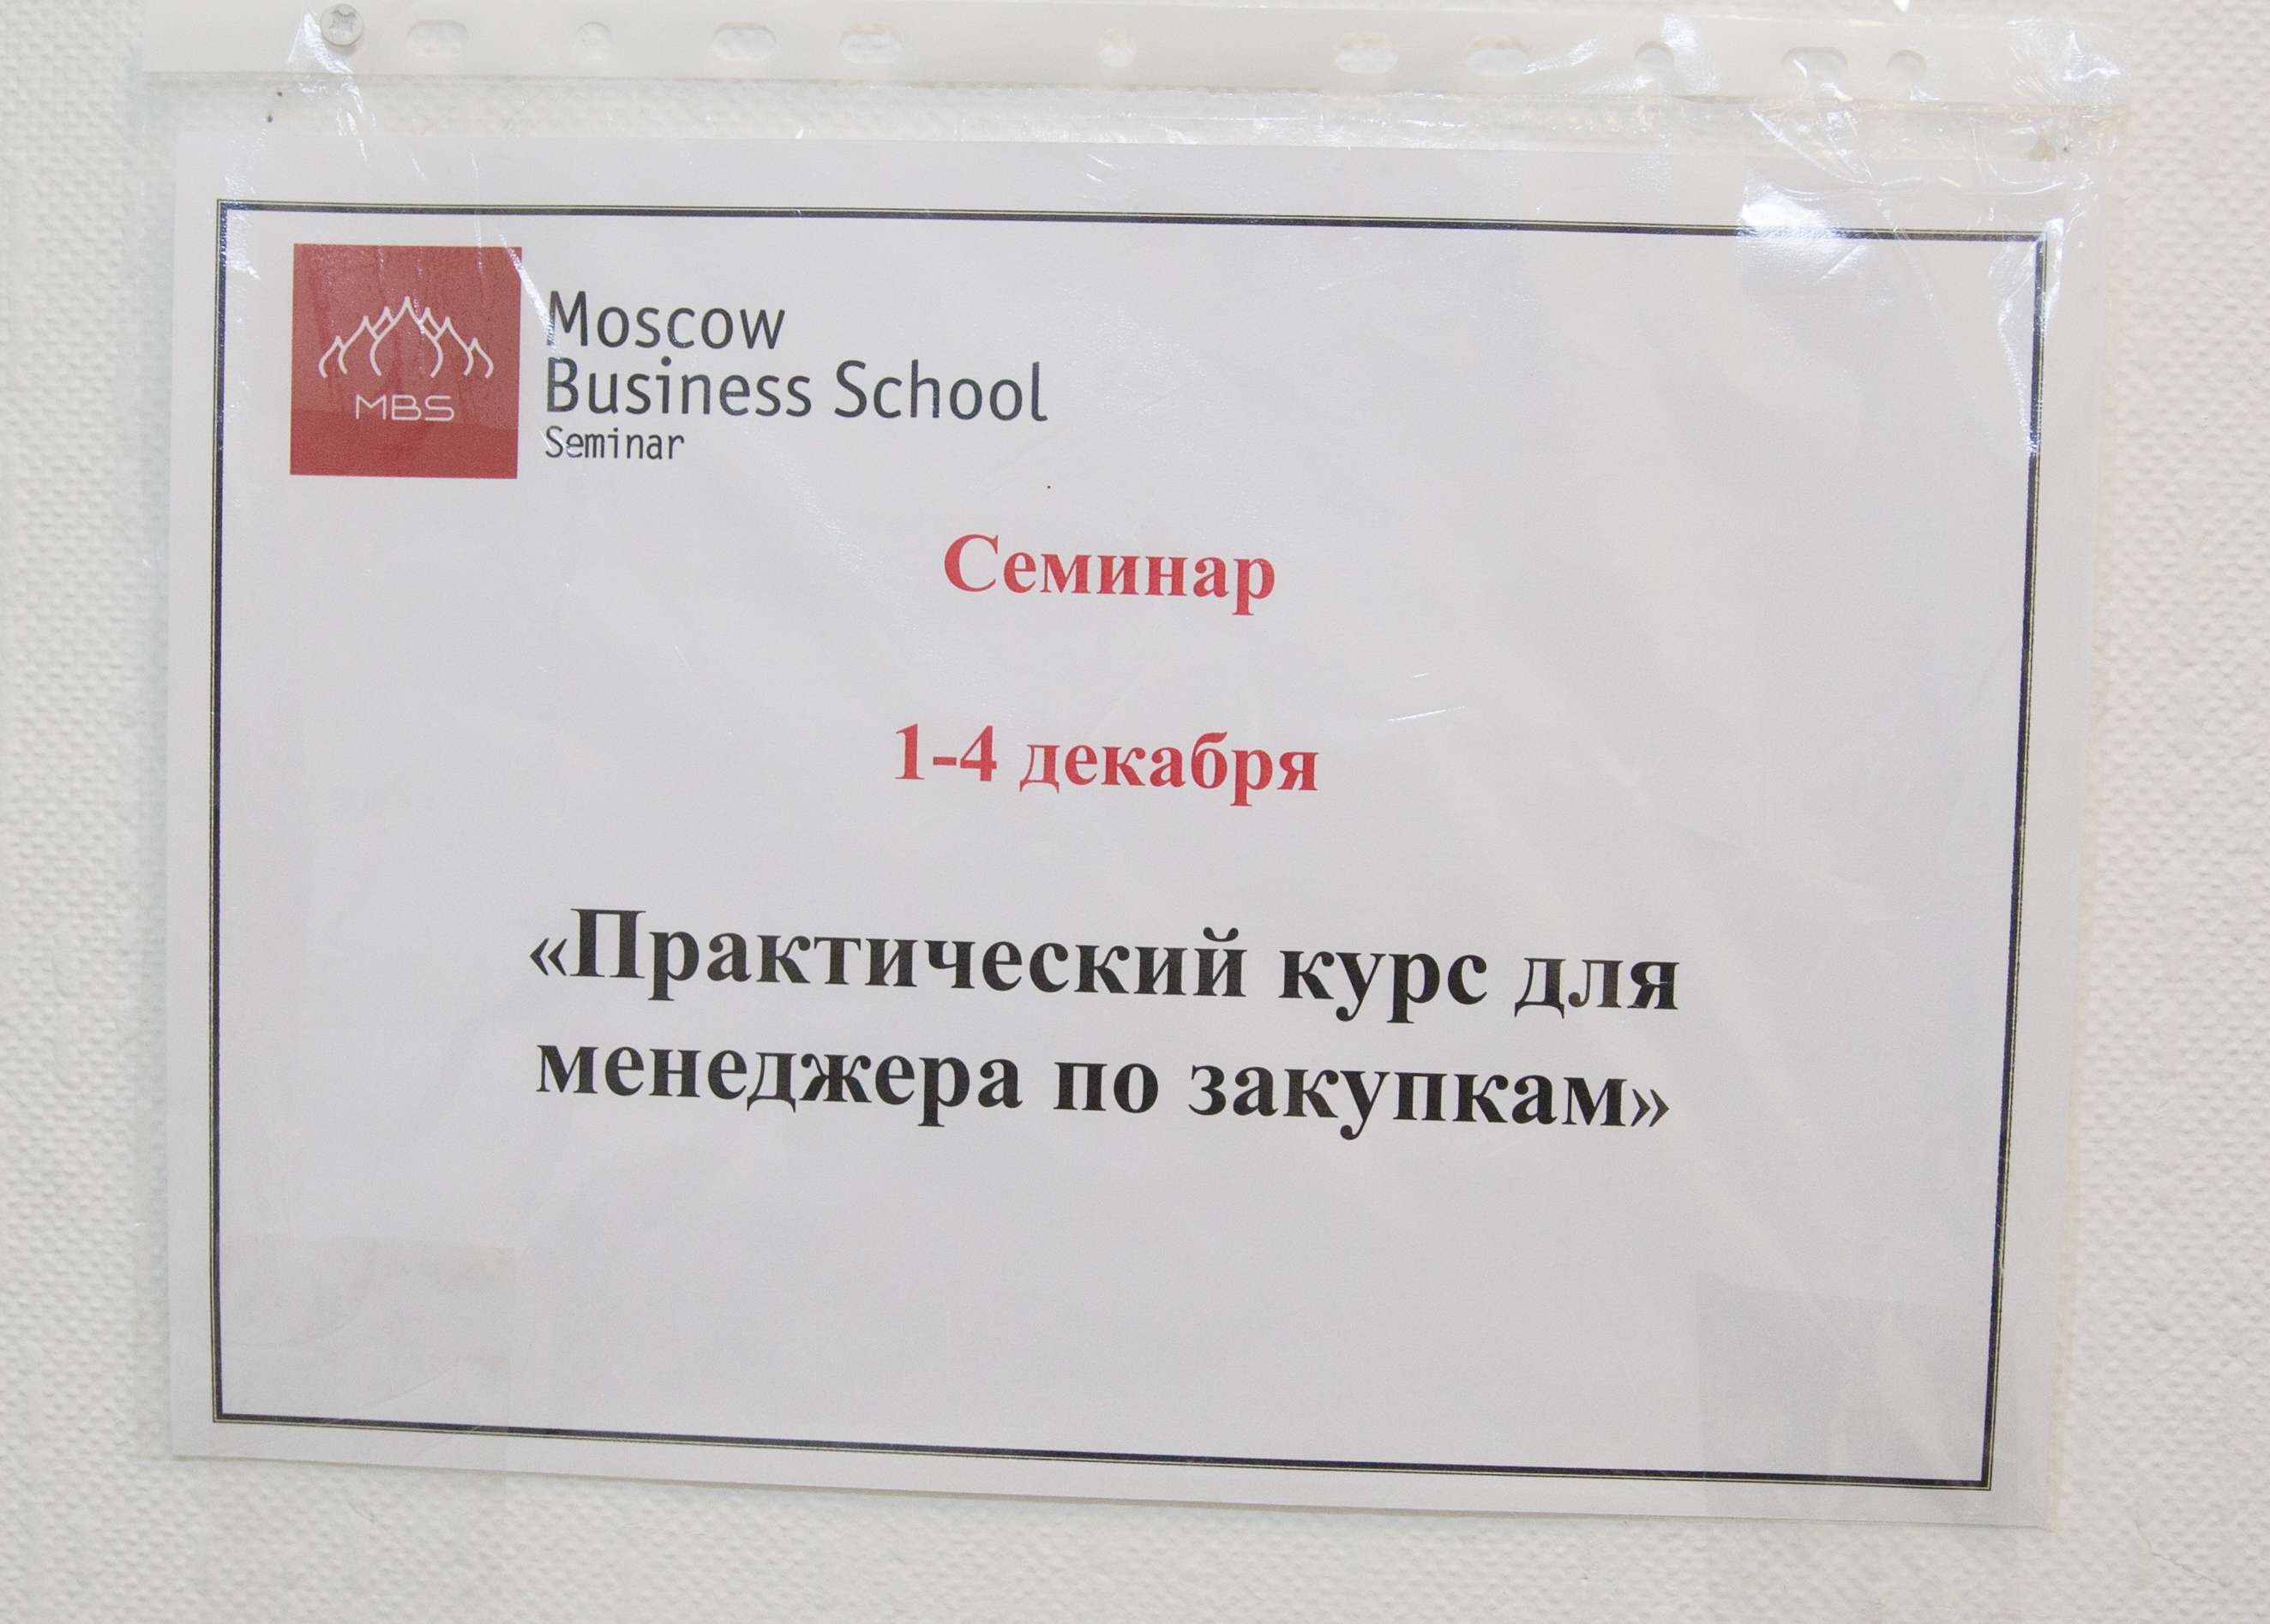 MBS
Moscow
Business School
Seminar
Семинар
1-4 декабря
«Практический курс для
менеджера по закупкам»